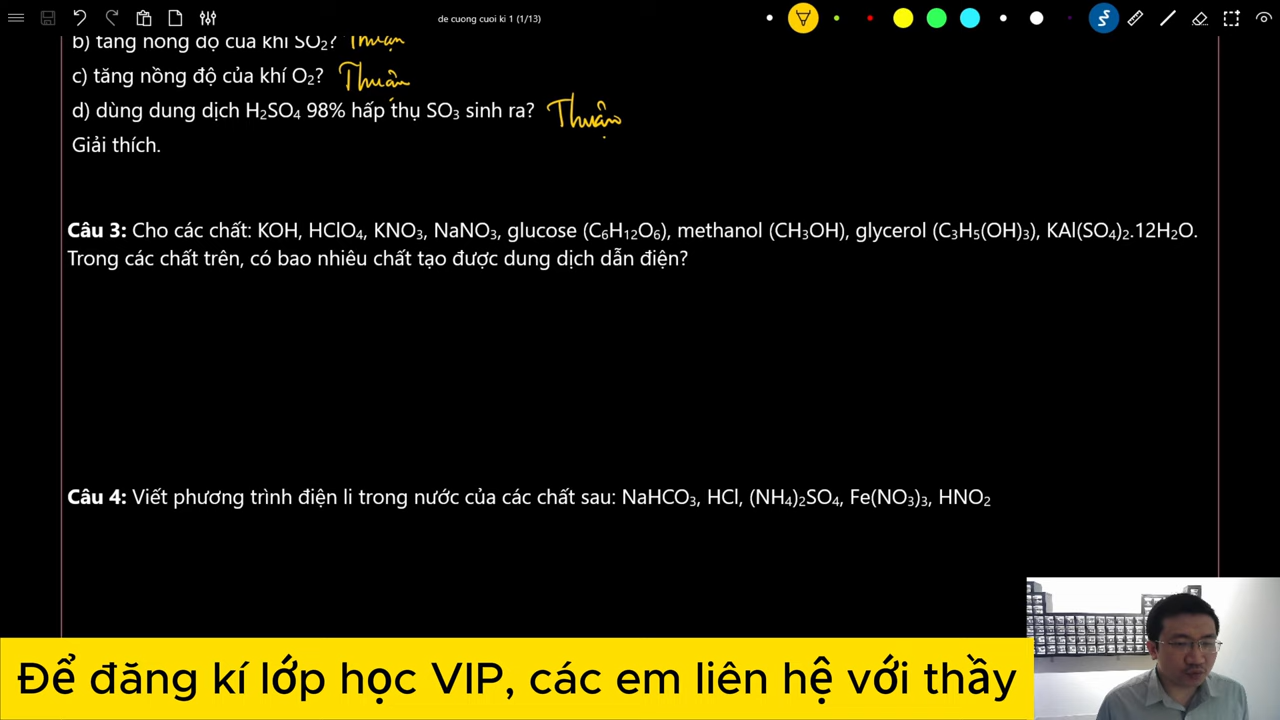 de cuong cuoi ki 1 (1/13)
b) tăng nồng độ của khí SO₂? Thuận
c) tăng nồng độ của khí O₂? Thuận
d) dùng dung dịch H₂SO₄ 98% hấp thụ SO₃ sinh ra? Thuận
Giải thích.
Câu 3: Cho các chất: KOH, HClO₄, KNO₃, NaNO₃, glucose (C₆H₁₂O₆), methanol (CH₃OH), glycerol (C₃H₅(OH)₃), KAl(SO₄)₂.12H₂O.
Trong các chất trên, có bao nhiêu chất tạo được dung dịch dẫn điện?
Câu 4: Viết phương trình điện li trong nước của các chất sau: NaHCO₃, HCl, (NH₄)₂SO₄, Fe(NO₃)₃, HNO₂
Để đăng kí lớp học VIP, các em liên hệ với thầy